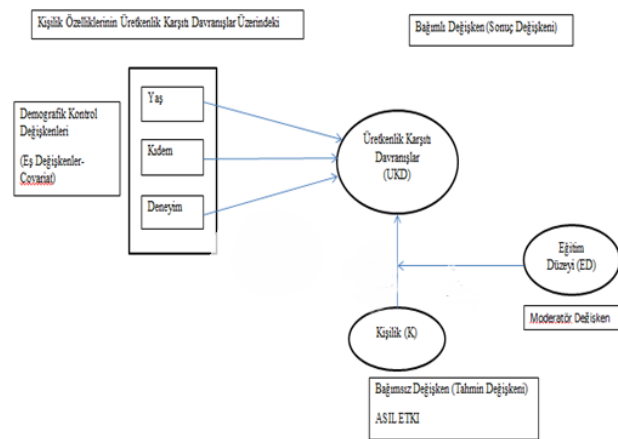 Kişilik Özelliklerinin Üretkenlik Karşıtı Davranışlar Üzerindeki
Bağımlı Değişken (Sonuç Değişkeni)
Demografik Kontrol
Değişkenleri
(Eş Değişkenler-
Covariat)
Yaş
Kıdem
Deneyim
Üretkenlik Karşıtı
Davranışlar
(UKD)
Eğitim
Düzeyi (ED)
Moderatör Değişken
Kişilik (K)
Bağımsız Değişken (Tahmin Değişkeni)
ASIL ETKI